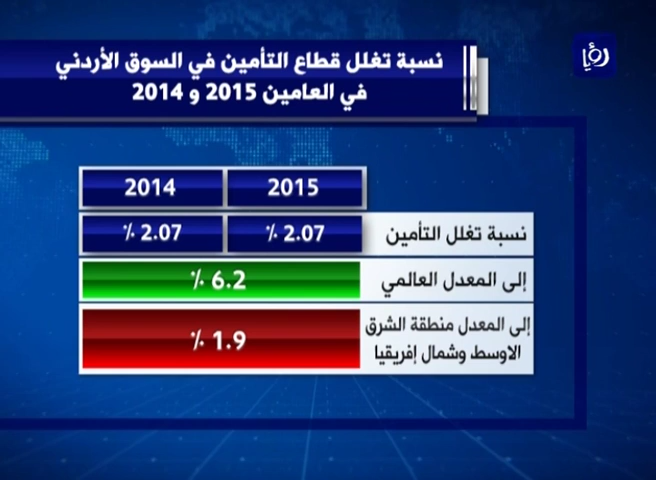 رؤيا
نسبة تغلل قطاع التأمين في السوق الأردني
في العامين 2015 و 2014
2015 2014
نسبة تغلل التأمين 2.07 ٪ 2.07 ٪
إلى المعدل العالمي 6.2 ٪
إلى المعدل منطقة الشرق
الاوسط وشمال إفريقيا 1.9 ٪